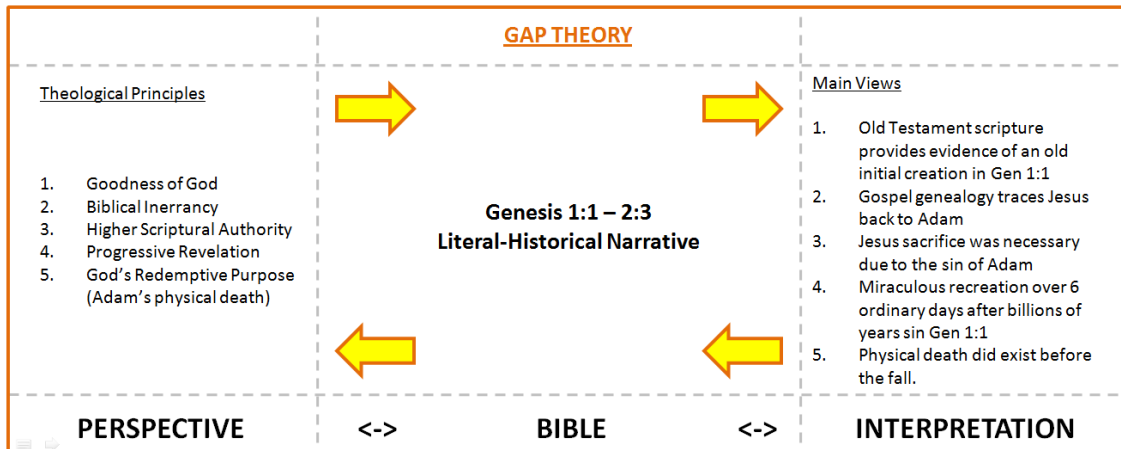 GAP THEORY
Theological Principles
1. Goodness of God
2. Biblical Inerrancy
3. Higher Scriptural Authority
4. Progressive Revelation
5. God's Redemptive Purpose
(Adam's physical death)
Genesis 1:1 – 2:3
Literal-Historical Narrative
Main Views
1. Old Testament scripture
provides evidence of an old
initial creation in Gen 1:1
2. Gospel genealogy traces Jesus
back to Adam
3. Jesus sacrifice was necessary
due to the sin of Adam
4. Miraculous recreation over 6
ordinary days after billions of
years sin Gen 1:1
5. Physical death did exist before
the fall.
PERSPECTIVE <-> BIBLE <-> INTERPRETATION